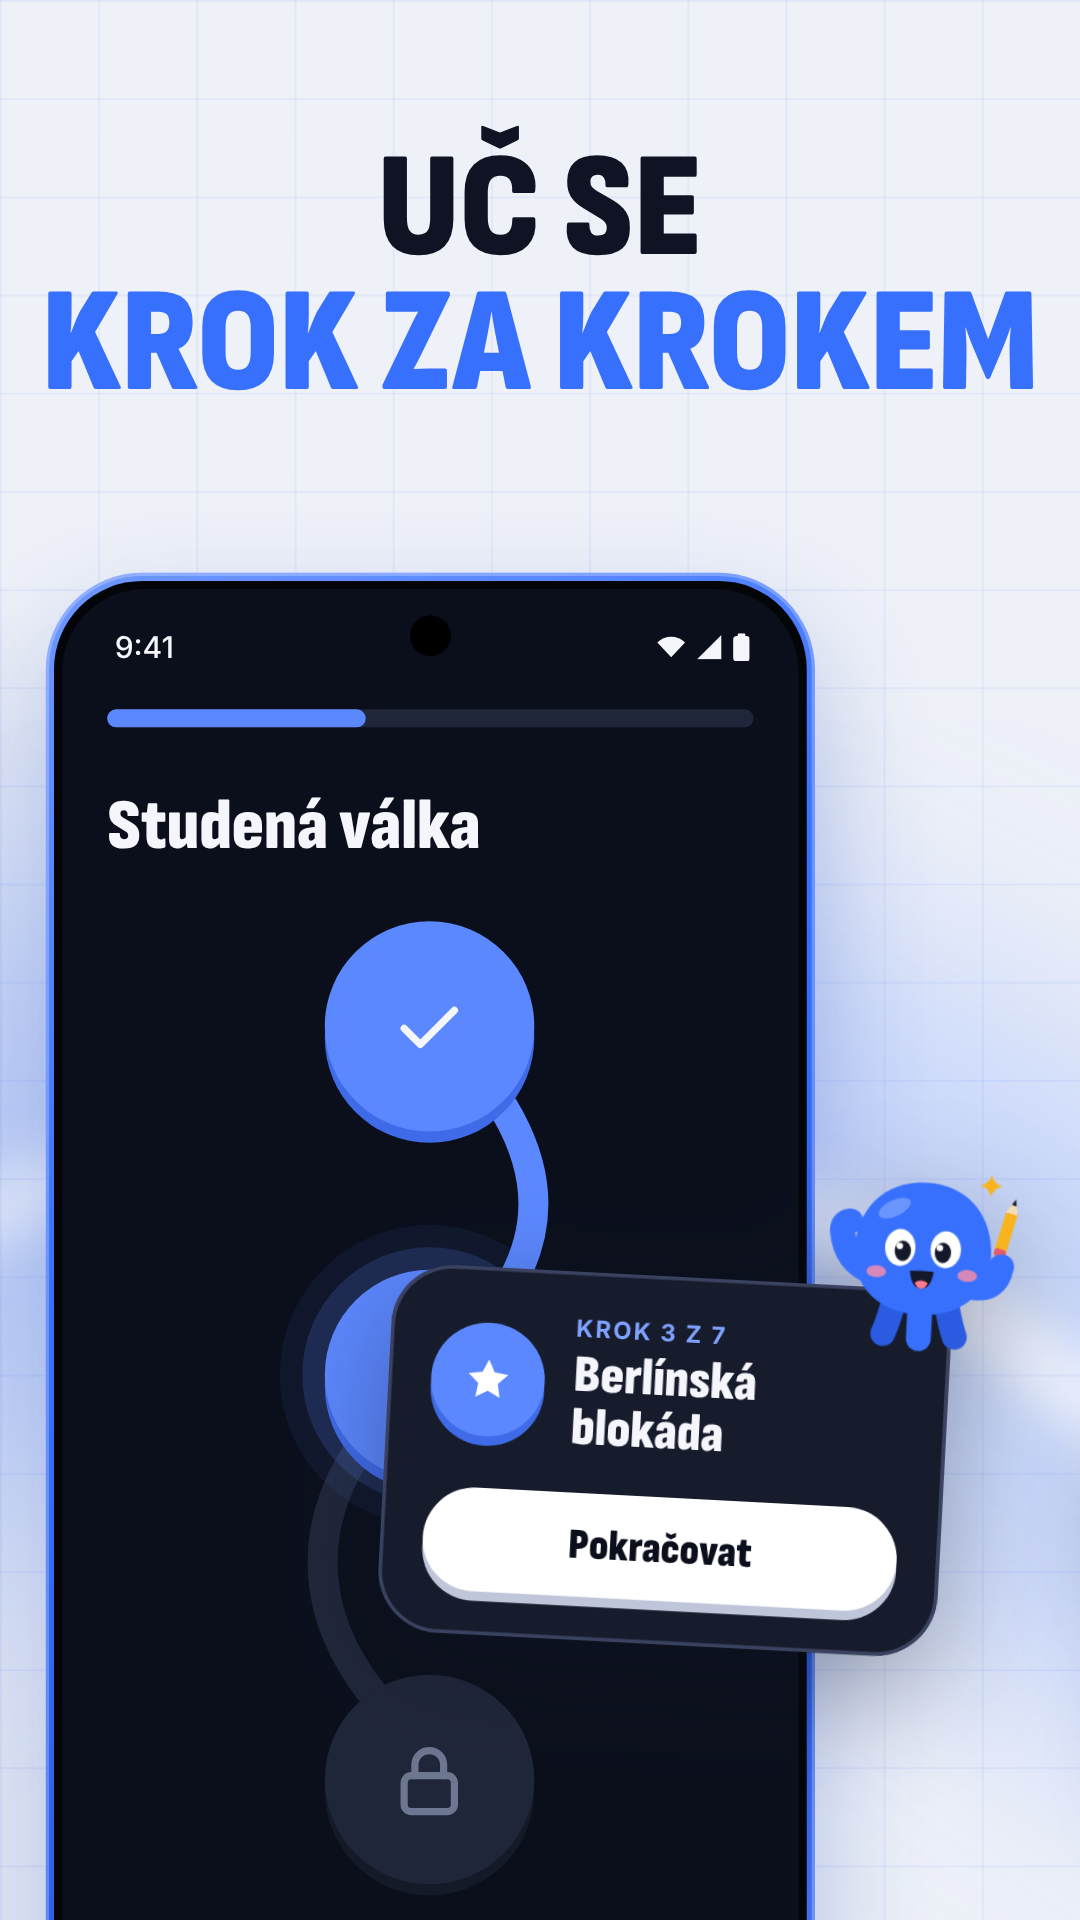 UČ SE
KROK ZA KROKEM
9:41
Studená válka
KROK 3 Z 7
Berlínská
blokáda
Pokračovat